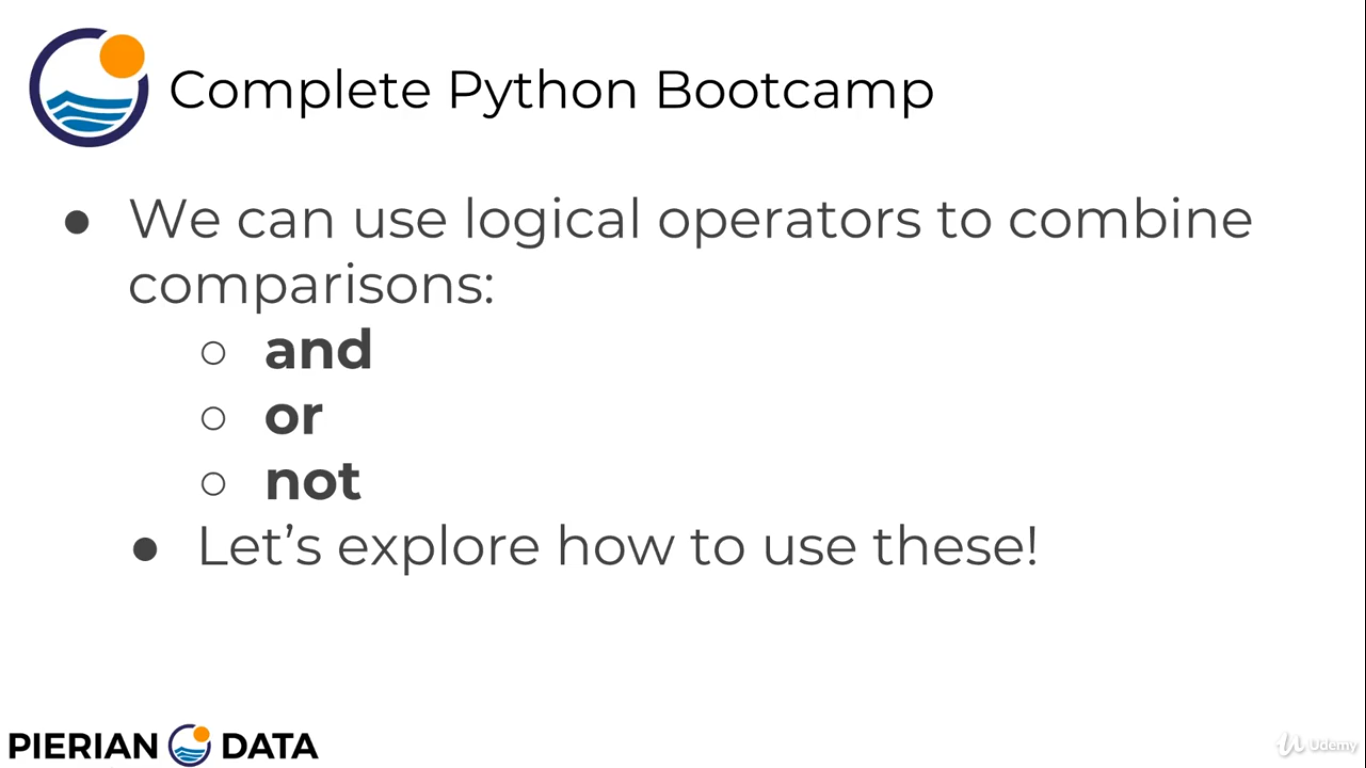 Complete Python Bootcamp
● We can use logical operators to combine
comparisons:
○ and
○ or
○ not
● Let’s explore how to use these!
PIERIAN DATA
Udemy